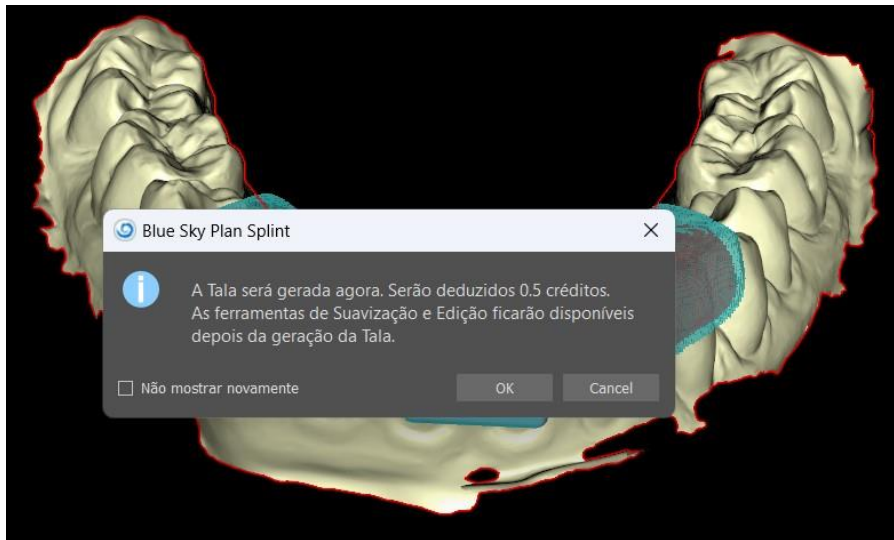 Blue Sky Plan Splint
A Tala será gerada agora. Serão deduzidos 0.5 créditos.
As ferramentas de Suavização e Edição ficarão disponíveis
depois da geração da Tala.
Não mostrar novamente
OK
Cancel